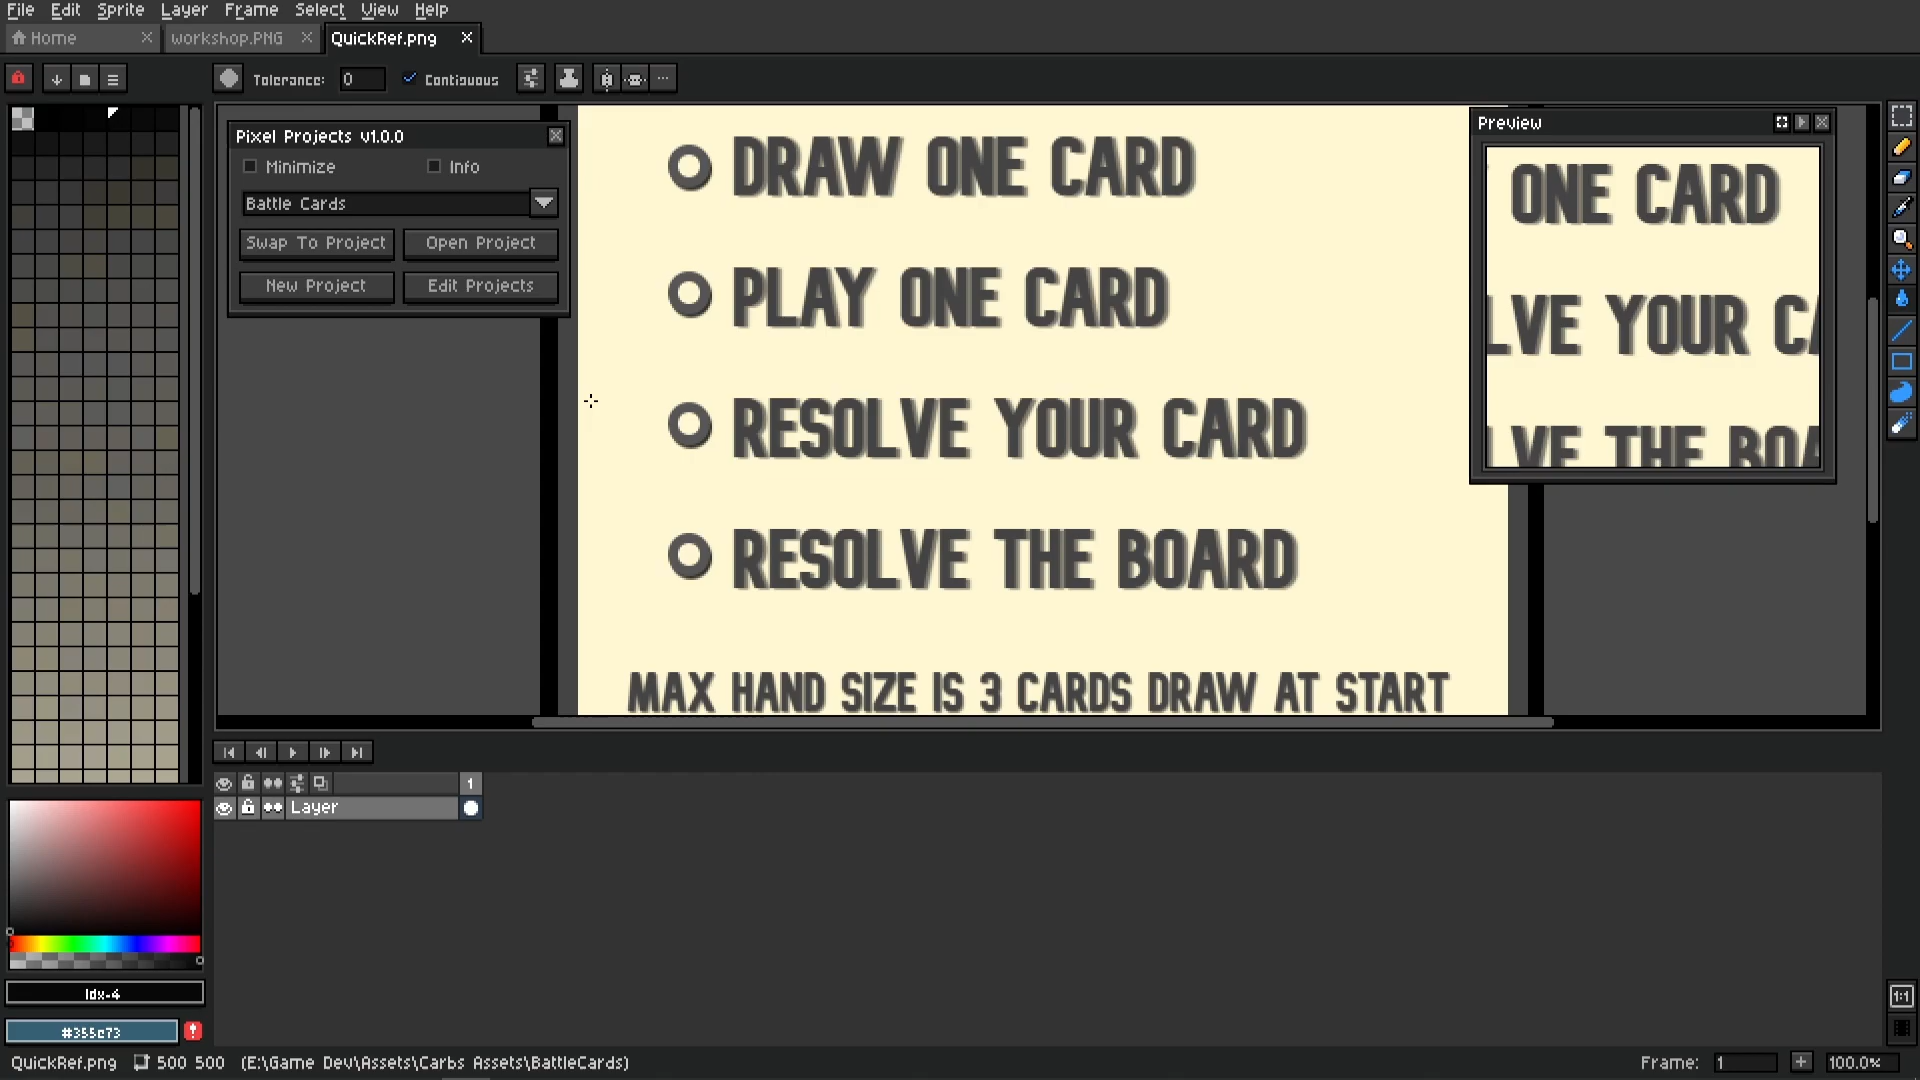 File Edit Sprite Layer Frame Select View Help
Home workshop.PNG QuickRef.png
Tolerance: 0 Contiguous
Pixel Projects v1.0.0
Minimize Info
Battle Cards
Swap To Project Open Project
New Project Edit Projects
DRAW ONE CARD
PLAY ONE CARD
RESOLVE YOUR CARD
RESOLVE THE BOARD
MAX HAND SIZE IS 3 CARDS DRAW AT START
Preview
ONE CARD
LVE YOUR CA
LVE THE BOA
1
Layer
Idx-4
#355e73
1:1
QuickRef.png 500 500 (E:\Game Dev\Assets\Carbs Assets\BattleCards)
Frame: 1 + 100.0%